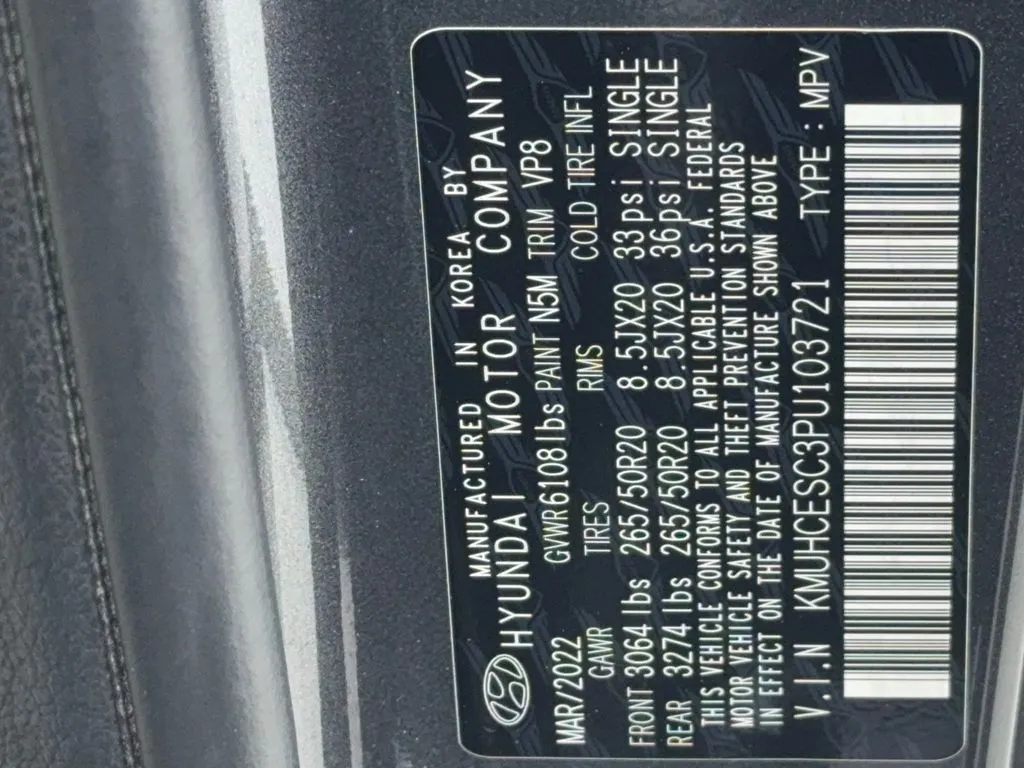 MANUFACTURED IN KOREA BY
HYUNDAI MOTOR COMPANY
MAR/2022 GVWR6108lbs PAINT N5M TRIM VP8
GAWR TIRES RIMS COLD TIRE INFL
FRONT 3064 lbs 265/50R20 8.5JX20 33psi SINGLE
REAR 3274 lbs 265/50R20 8.5JX20 36psi SINGLE
THIS VEHICLE CONFORMS TO ALL APPLICABLE U.S.A. FEDERAL
MOTOR VEHICLE SAFETY AND THEFT PREVENTION STANDARDS
IN EFFECT ON THE DATE OF MANUFACTURE SHOWN ABOVE
V.I.N KMUHCESC3PU103721 TYPE : MPV